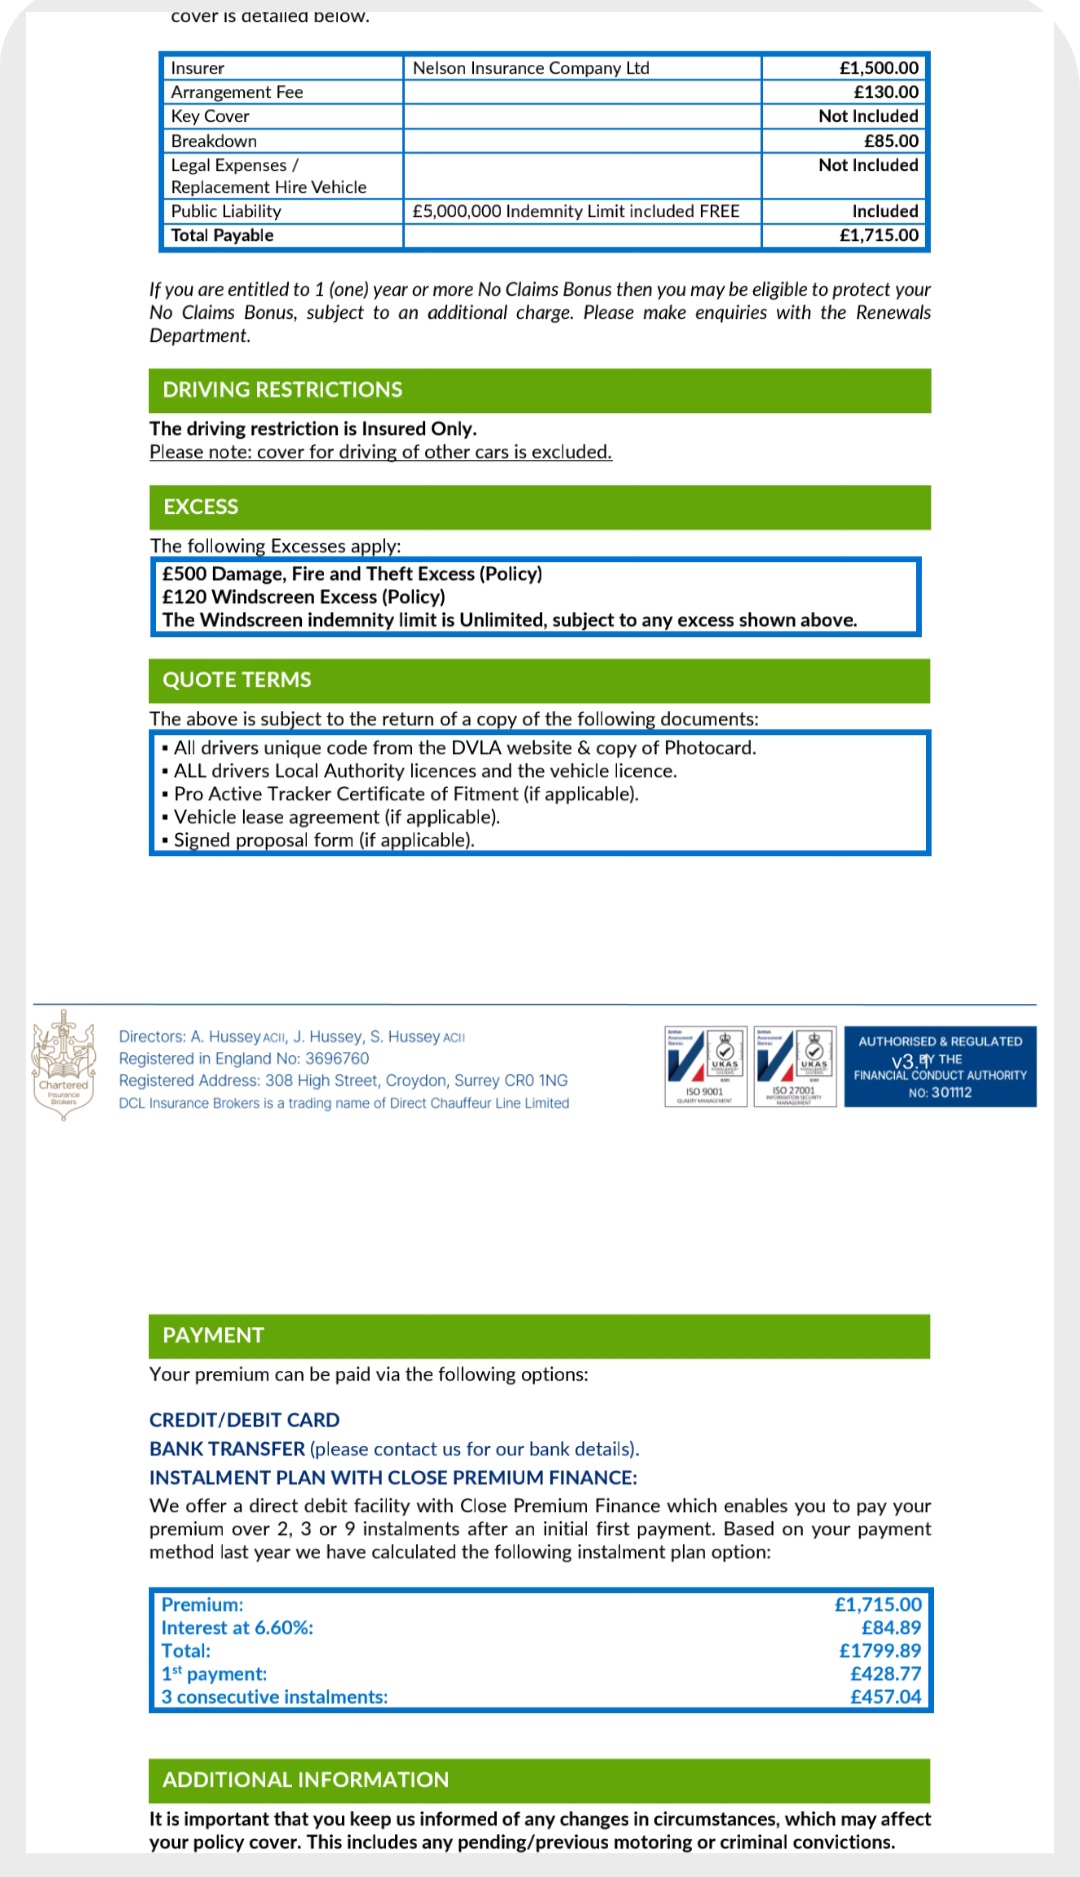 cover is detailed below.
Insurer Nelson Insurance Company Ltd £1,500.00
Arrangement Fee £130.00
Key Cover Not Included
Breakdown £85.00
Legal Expenses / Not Included
Replacement Hire Vehicle
Public Liability £5,000,000 Indemnity Limit included FREE Included
Total Payable £1,715.00
If you are entitled to 1 (one) year or more No Claims Bonus then you may be eligible to protect your
No Claims Bonus, subject to an additional charge. Please make enquiries with the Renewals
Department.
DRIVING RESTRICTIONS
The driving restriction is Insured Only.
Please note: cover for driving of other cars is excluded.
EXCESS
The following Excesses apply:
£500 Damage, Fire and Theft Excess (Policy)
£120 Windscreen Excess (Policy)
The Windscreen indemnity limit is Unlimited, subject to any excess shown above.
QUOTE TERMS
The above is subject to the return of a copy of the following documents:
▪ All drivers unique code from the DVLA website & copy of Photocard.
▪ ALL drivers Local Authority licences and the vehicle licence.
▪ Pro Active Tracker Certificate of Fitment (if applicable).
▪ Vehicle lease agreement (if applicable).
▪ Signed proposal form (if applicable).
Chartered
Insurance
Brokers
Directors: A. Hussey ACII, J. Hussey, S. Hussey ACII
Registered in England No: 3696760
Registered Address: 308 High Street, Croydon, Surrey CR0 1NG
DCL Insurance Brokers is a trading name of Direct Chauffeur Line Limited
British
Assessment
Bureau
UKAS
ISO 9001
QUALITY MANAGEMENT
British
Assessment
Bureau
UKAS
ISO 27001
INFORMATION SECURITY
MANAGEMENT
AUTHORISED & REGULATED
BY THE
FINANCIAL CONDUCT AUTHORITY
NO: 301112
PAYMENT
Your premium can be paid via the following options:
CREDIT/DEBIT CARD
BANK TRANSFER (please contact us for our bank details).
INSTALMENT PLAN WITH CLOSE PREMIUM FINANCE:
We offer a direct debit facility with Close Premium Finance which enables you to pay your
premium over 2, 3 or 9 instalments after an initial first payment. Based on your payment
method last year we have calculated the following instalment plan option:
Premium: £1,715.00
Interest at 6.60%: £84.89
Total: £1799.89
1st payment: £428.77
3 consecutive instalments: £457.04
ADDITIONAL INFORMATION
It is important that you keep us informed of any changes in circumstances, which may affect
your policy cover. This includes any pending/previous motoring or criminal convictions.